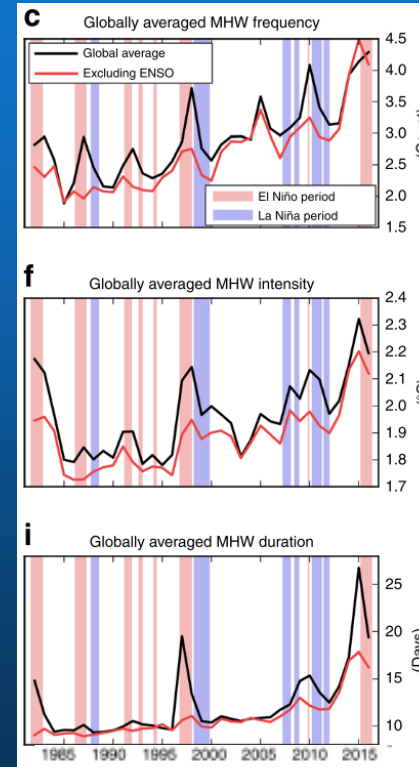 c
Globally averaged MHW frequency
Global average
Excluding ENSO
4.5
4.0
3.5
3.0
2.5
2.0
1.5
El Niño period
La Niña period
f
Globally averaged MHW intensity
2.4
2.3
2.2
2.1
2.0
1.9
1.8
1.7
i
Globally averaged MHW duration
25
20
15
10
(Days)
1985 1990 1995 2000 2005 2010 2015